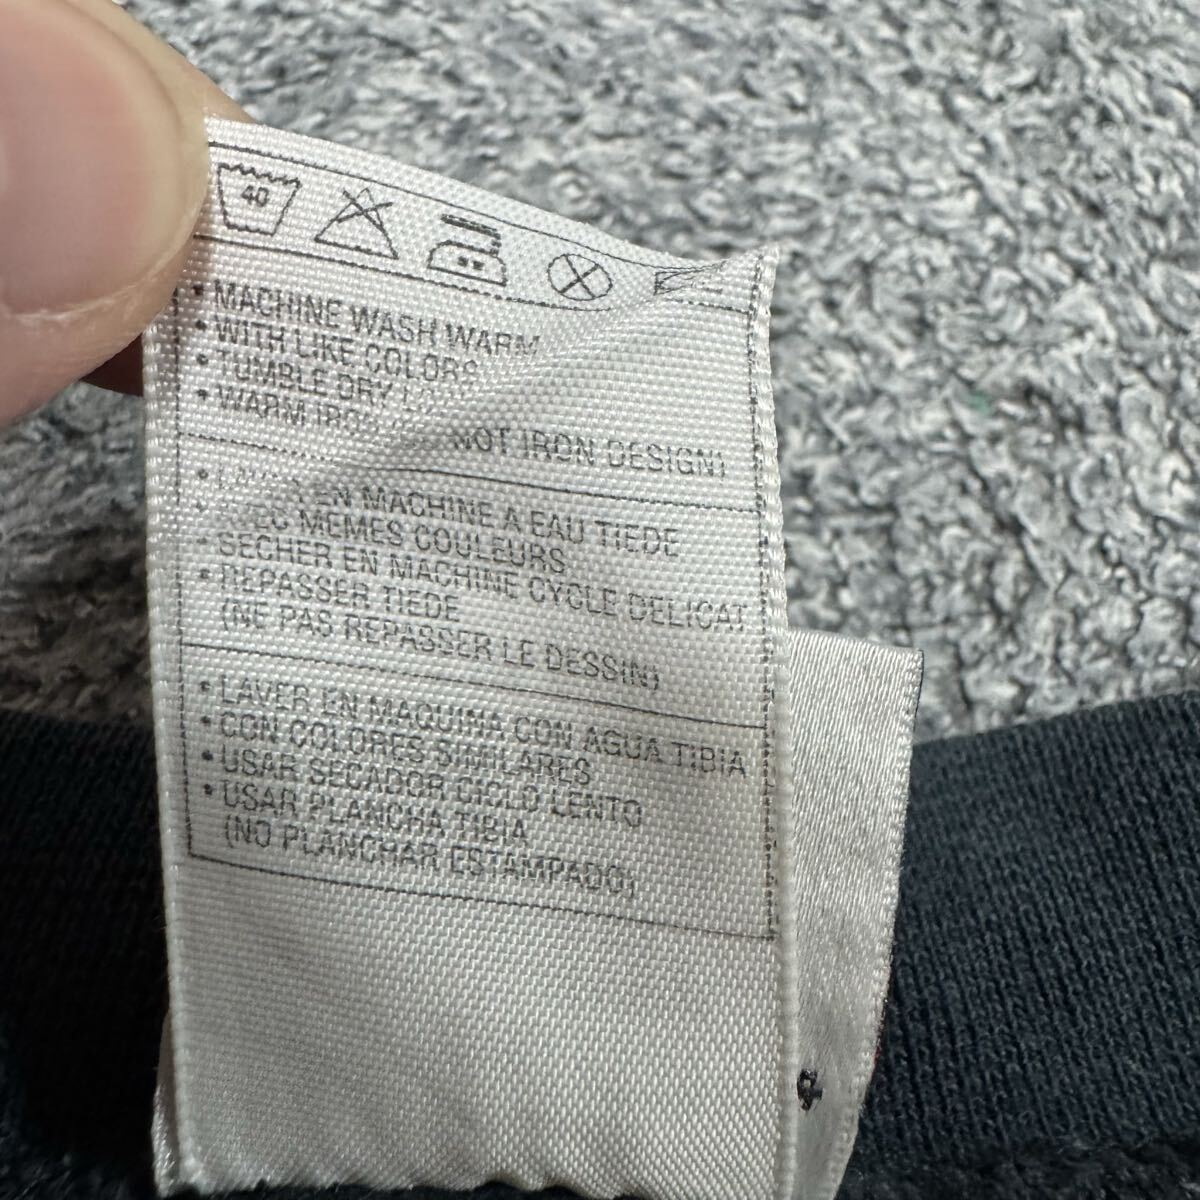 40
• MACHINE WASH WARM
• WITH LIKE COLORS
• TUMBLE DRY
• WARM IRON NOT IRON DESIGN)
EN MACHINE A EAU TIEDE
MEMES COULEURS
• SECHER EN MACHINE CYCLE DELICAT
• REPASSER TIEDE
(NE PAS REPASSER LE DESSIN)
• LAVER EN MAQUINA CON AGUA TIBIA
• CON COLORES SIMILARES
• USAR SECADOR CICLO LENTO
• USAR PLANCHA TIBIA
(NO PLANCHAR ESTAMPADO)